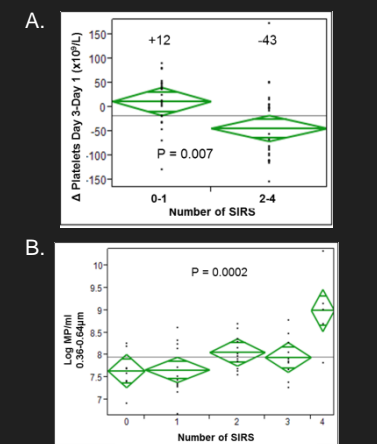 A.
Δ Platelets Day 3-Day 1 (x10⁹/L)
150
100
50
0
-50
-100
-150
+12
-43
P = 0.007
0-1
2-4
Number of SIRS
B.
Log MP/ml
0.36-0.64µm
10
9.5
9
8.5
8
7.5
7
P = 0.0002
0
1
2
3
4
Number of SIRS